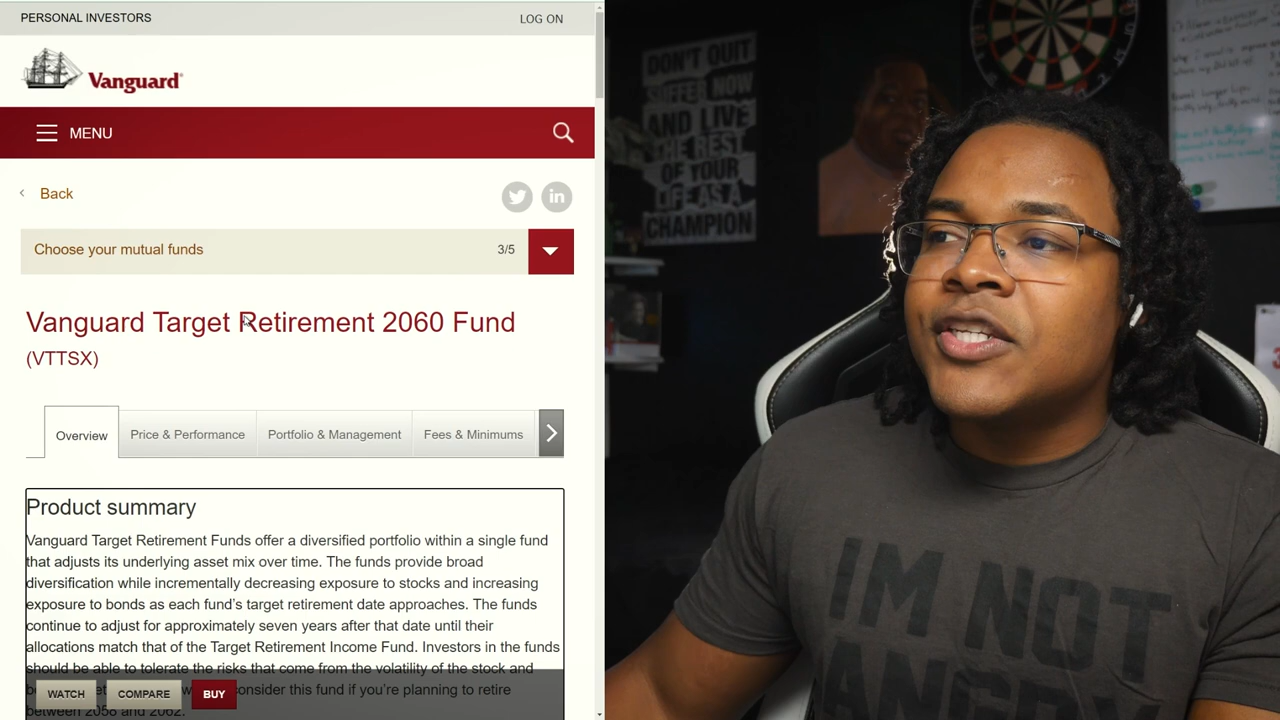 PERSONAL INVESTORS
LOG ON
Vanguard
MENU
Back
Choose your mutual funds
3/5
Vanguard Target Retirement 2060 Fund
(VTTSX)
Overview
Price & Performance
Portfolio & Management
Fees & Minimums
Product summary
Vanguard Target Retirement Funds offer a diversified portfolio within a single fund
that adjusts its underlying asset mix over time. The funds provide broad
diversification while incrementally decreasing exposure to stocks and increasing
exposure to bonds as each fund's target retirement date approaches. The funds
continue to adjust for approximately seven years after that date until their
allocations match that of the Target Retirement Income Fund. Investors in the funds
should be able to tolerate the risks that come from the volatility of the stock and
consider this fund if you're planning to retire
between 2058 and 2062.
WATCH
COMPARE
BUY
DON'T QUIT
SUFFER NOW
AND LIVE
THE REST
OF YOUR
LIFE AS A
CHAMPION
IM NOT
ANGRY